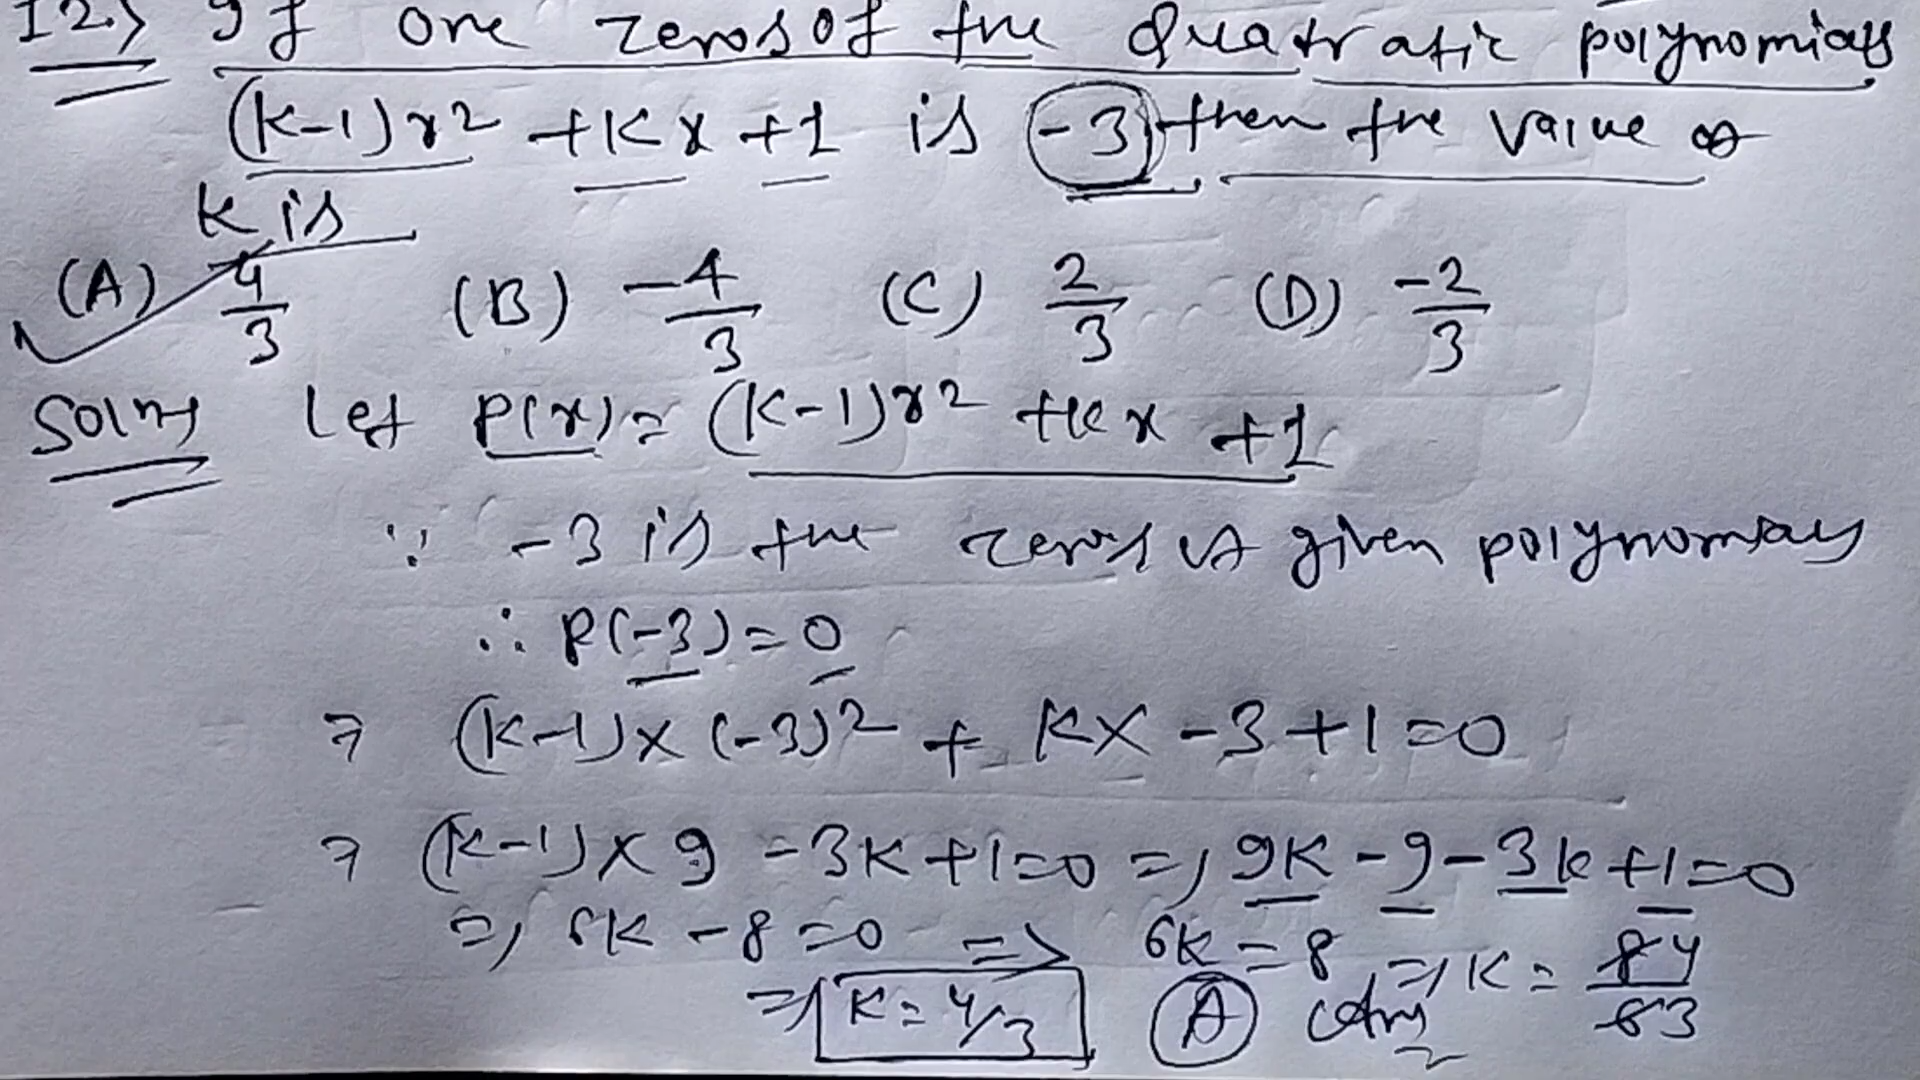 12.) If one zeros of the Quadratic polynomials
(K-1)x² + Kx + 1 is -3 then the value of
K is
(A) 4/3 (B) -4/3 (C) 2/3 (D) -2/3
Soln Let P(x) = (K-1)x² + Kx + 1
∵ -3 is the zeros of given polynomials
∴ P(-3) = 0
⇒ (K-1) × (-3)² + K × -3 + 1 = 0
⇒ (K-1) × 9 - 3K + 1 = 0 ⇒ 9K - 9 - 3K + 1 = 0
⇒ 6K - 8 = 0 ⇒ 6K = 8 ⇒ K = 8 4 / 6 3
⇒ K = 4/3 (A) Ans